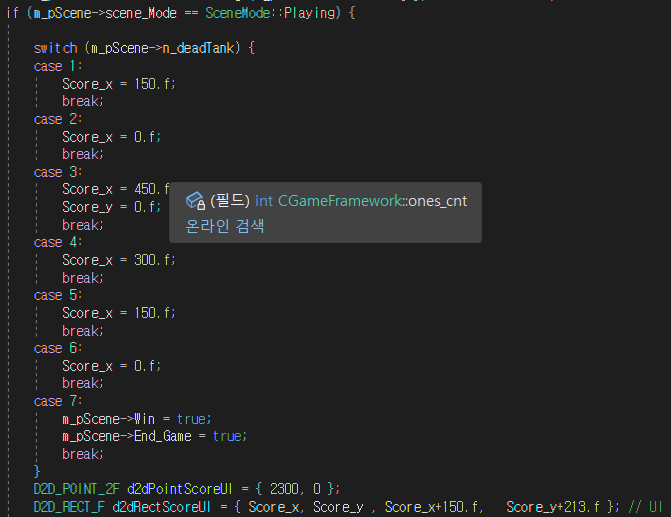 if (m_pScene->scene_Mode == SceneMode::Playing) {
switch (m_pScene->n_deadTank) {
case 1:
Score_x = 150.f;
break;
case 2:
Score_x = 0.f;
break;
case 3:
Score_x = 450.f
Score_y = 0.f;
break;
(필드) int CGameFramework::ones_cnt
온라인 검색
case 4:
Score_x = 300.f;
break;
case 5:
Score_x = 150.f;
break;
case 6:
Score_x = 0.f;
break;
case 7:
m_pScene->Win = true;
m_pScene->End_Game = true;
break;
}
D2D_POINT_2F d2dPointScoreUI = { 2300, 0 };
D2D_RECT_F d2dRectScoreUI = { Score_x, Score_y , Score_x+150.f, Score_y+213.f }; // UI